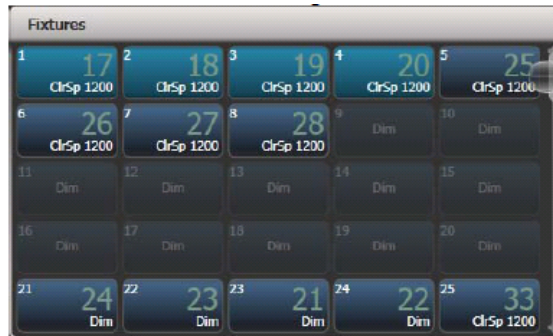 Fixtures
1 17 2 18 3 19 4 20 5 25
ClrSp 1200 ClrSp 1200 ClrSp 1200 ClrSp 1200 ClrSp 1200
6 26 7 27 8 28 9 Dim 10 Dim
ClrSp 1200 ClrSp 1200 ClrSp 1200
11 Dim 12 Dim 13 Dim 14 Dim 15 Dim
16 Dim 17 Dim 18 Dim 19 Dim 20 Dim
21 24 22 23 23 21 24 22 25 33
Dim Dim Dim Dim ClrSp 1200